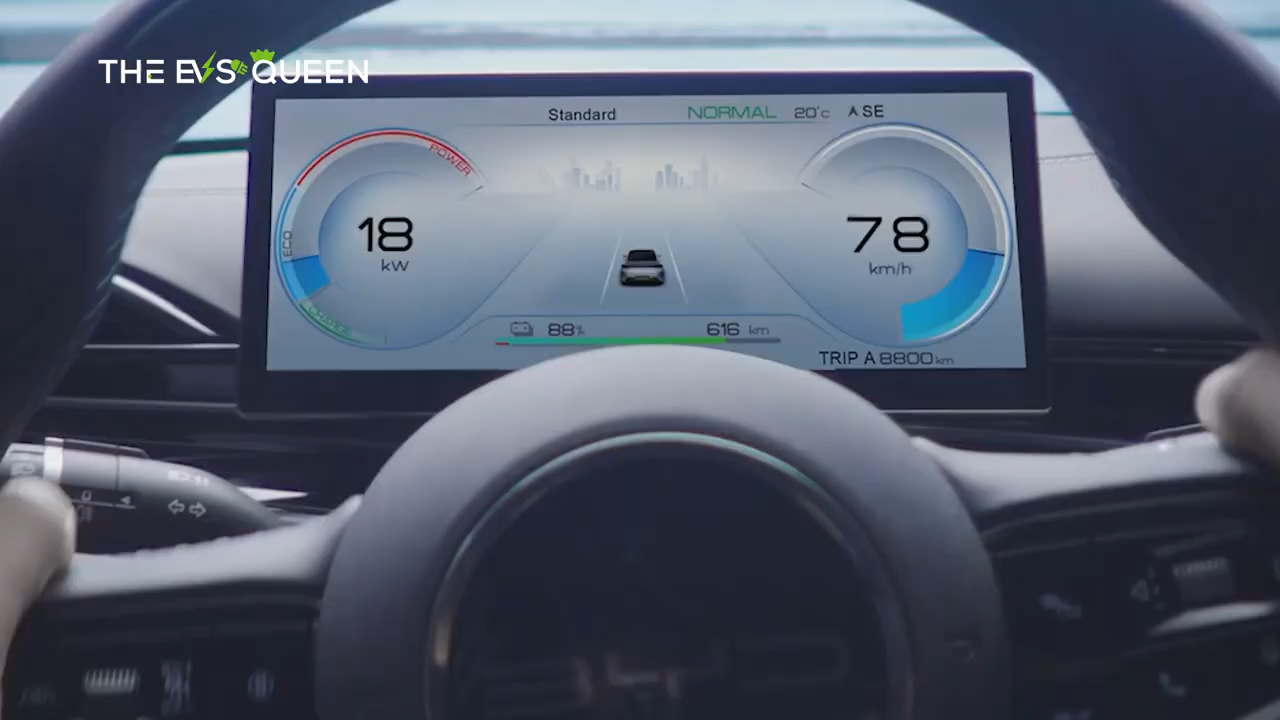 THE EVS QUEEN
Standard NORMAL 20°c SE
POWER
ECO
CHARGE
18
kW
78
km/h
88%
616 km
TRIP A 8800 km